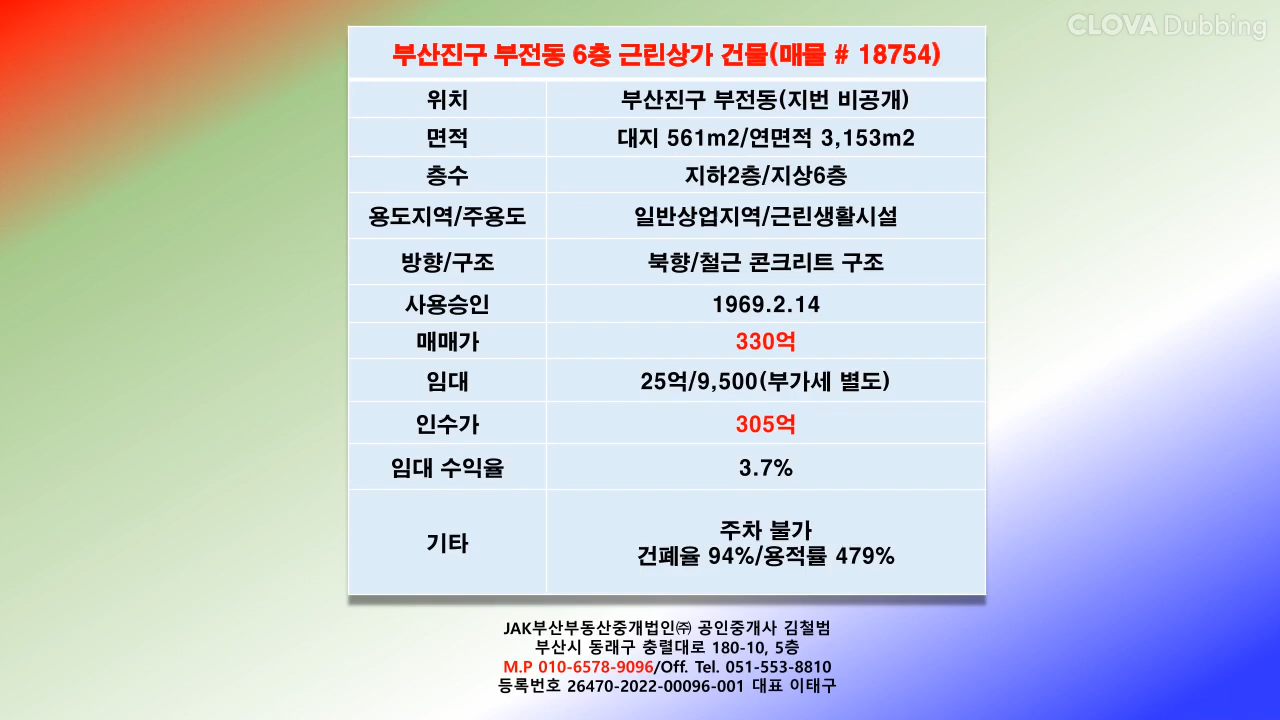 CLOVA Dubbing
부산진구 부전동 6층 근린상가 건물(매물 # 18754)
위치 부산진구 부전동(지번 비공개)
면적 대지 561m2/연면적 3,153m2
층수 지하2층/지상6층
용도지역/주용도 일반상업지역/근린생활시설
방향/구조 북향/철근 콘크리트 구조
사용승인 1969.2.14
매매가 330억
임대 25억/9,500(부가세 별도)
인수가 305억
임대 수익율 3.7%
기타 주차 불가
건폐율 94%/용적률 479%
JAK부산부동산중개법인㈜ 공인중개사 김철범
부산시 동래구 충렬대로 180-10, 5층
M.P 010-6578-9096/Off. Tel. 051-553-8810
등록번호 26470-2022-00096-001 대표 이태구